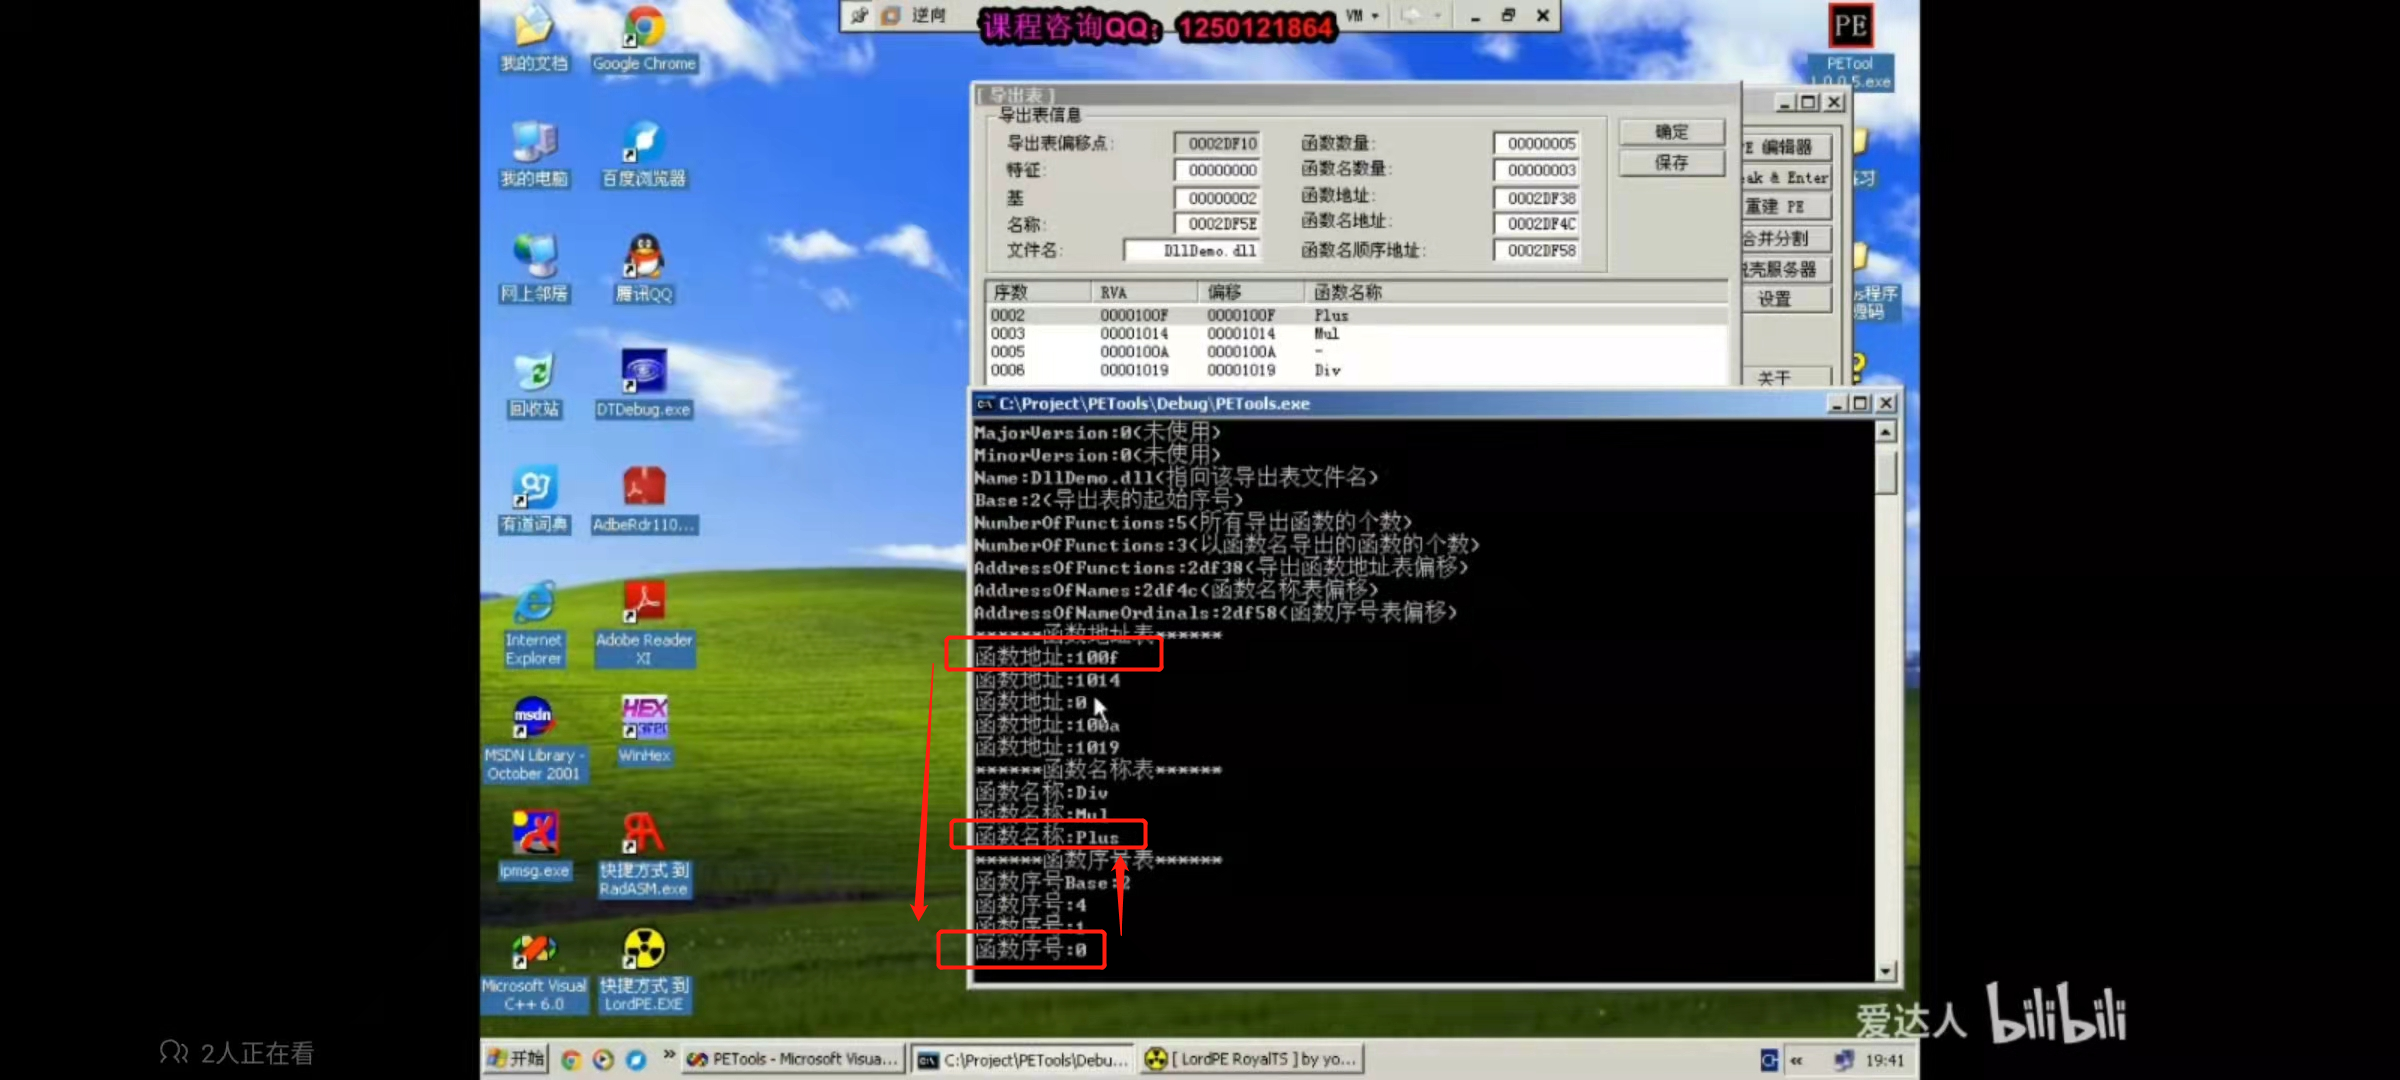 逆向
课程咨询QQ：1250121864
VM
PE
PETool
1.0.0.5.exe
我的文档
Google Chrome
我的电脑
百度浏览器
网上邻居
腾讯QQ
回收站
DTDebug.exe
有道词典
AdbeRdr110...
Internet
Explorer
Adobe Reader
XI
msdn
HEX
MSDN Library -
October 2001
WinHex
ipmsg.exe
快捷方式 到
RadASM.exe
Microsoft Visual
C++ 6.0
快捷方式 到
LordPE.EXE
[ 导出表 ]
导出表信息
导出表偏移点: 0002DF10 函数数量: 00000005
特征: 00000000 函数名数量: 00000003
基 00000002 函数地址: 0002DF38
名称: 0002DF5E 函数名地址: 0002DF4C
文件名: DllDemo.dll 函数名顺序地址: 0002DF58
确定
保存
序数 RVA 偏移 函数名称
0002 0000100F 0000100F Plus
0003 00001014 00001014 Mul
0005 0000100A 0000100A -
0006 00001019 00001019 Div
PE 编辑器
ak & Enter
重建 PE
合并分割
脱壳服务器
设置
关于
习
程序
源码
C:\Project\PETools\Debug\PETools.exe
MajorVersion:0(未使用)
MinorVersion:0(未使用)
Name:DllDemo.dll(指向该导出表文件名)
Base:2(导出表的起始序号)
NumberOfFunctions:5(所有导出函数的个数)
NumberOfFunctions:3(以函数名导出的函数的个数)
AddressOfFunctions:2df38(导出函数地址表偏移)
AddressOfNames:2df4c(函数名称表偏移)
AddressOfNameOrdinals:2df58(函数序号表偏移)
******函数地址表******
函数地址:100f
函数地址:1014
函数地址:0
函数地址:100a
函数地址:1019
******函数名称表******
函数名称:Div
函数名称:Mul
函数名称:Plus
******函数序号表******
函数序号Base:2
函数序号:4
函数序号:1
函数序号:0
爱达人 bilibili
2人正在看
开始
PETools - Microsoft Visua...
C:\Project\PETools\Debu...
[ LordPE RoyalTS ] by yo...
19:41